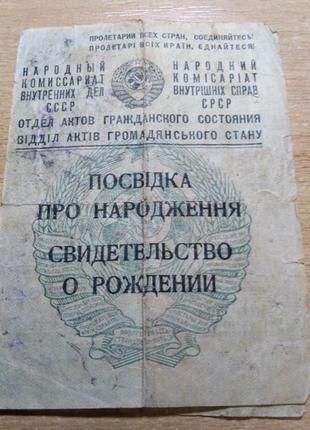 ПРОЛЕТАРИИ ВСЕХ СТРАН, СОЕДИНЯЙТЕСЬ!
ПРОЛЕТАРІ ВСІХ КРАЇН, ЄДНАЙТЕСЯ!
НАРОДНЫЙ КОМИССАРИАТ ВНУТРЕННИХ ДЕЛ СССР
НАРОДНИЙ КОМІСАРІАТ ВНУТРІШНІХ СПРАВ СРСР
ОТДЕЛ АКТОВ ГРАЖДАНСКОГО СОСТОЯНИЯ
ВІДДІЛ АКТІВ ГРОМАДЯНСЬКОГО СТАНУ
ПОСВІДКА
ПРО НАРОДЖЕННЯ
СВИДЕТЕЛЬСТВО
О РОЖДЕНИИ